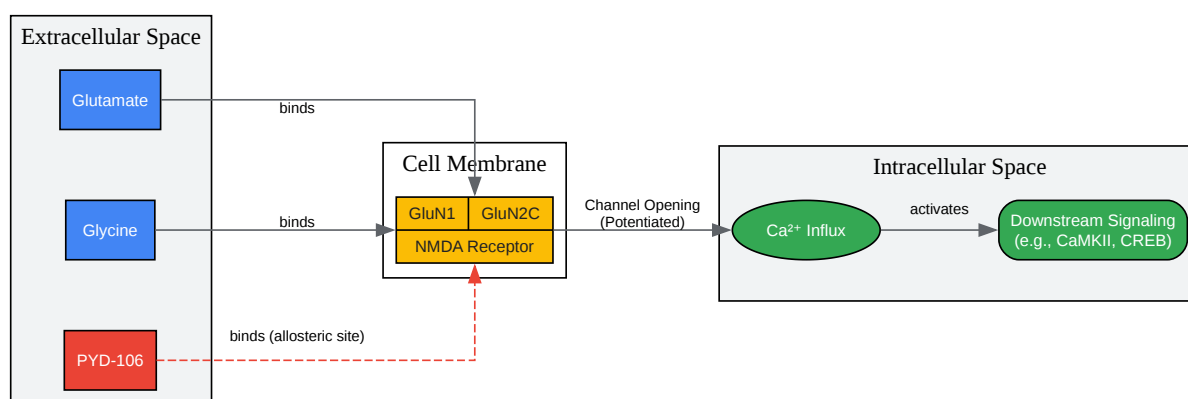 Extracellular Space
Glutamate
binds
Glycine
binds
PYD-106
binds (allosteric site)
Cell Membrane
GluN1
GluN2C
NMDA Receptor
Channel Opening
(Potentiated)
Intracellular Space
Ca²⁺ Influx
activates
Downstream Signaling
(e.g., CaMKII, CREB)